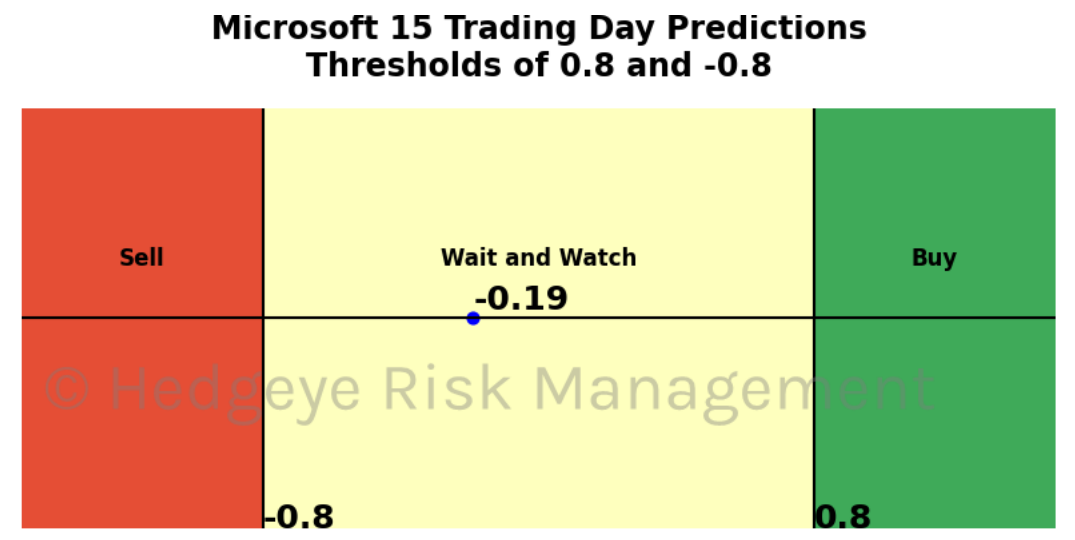 Microsoft 15 Trading Day Predictions
Thresholds of 0.8 and -0.8
Sell
Wait and Watch
Buy
-0.19
© Hedgeye Risk Management
-0.8
0.8